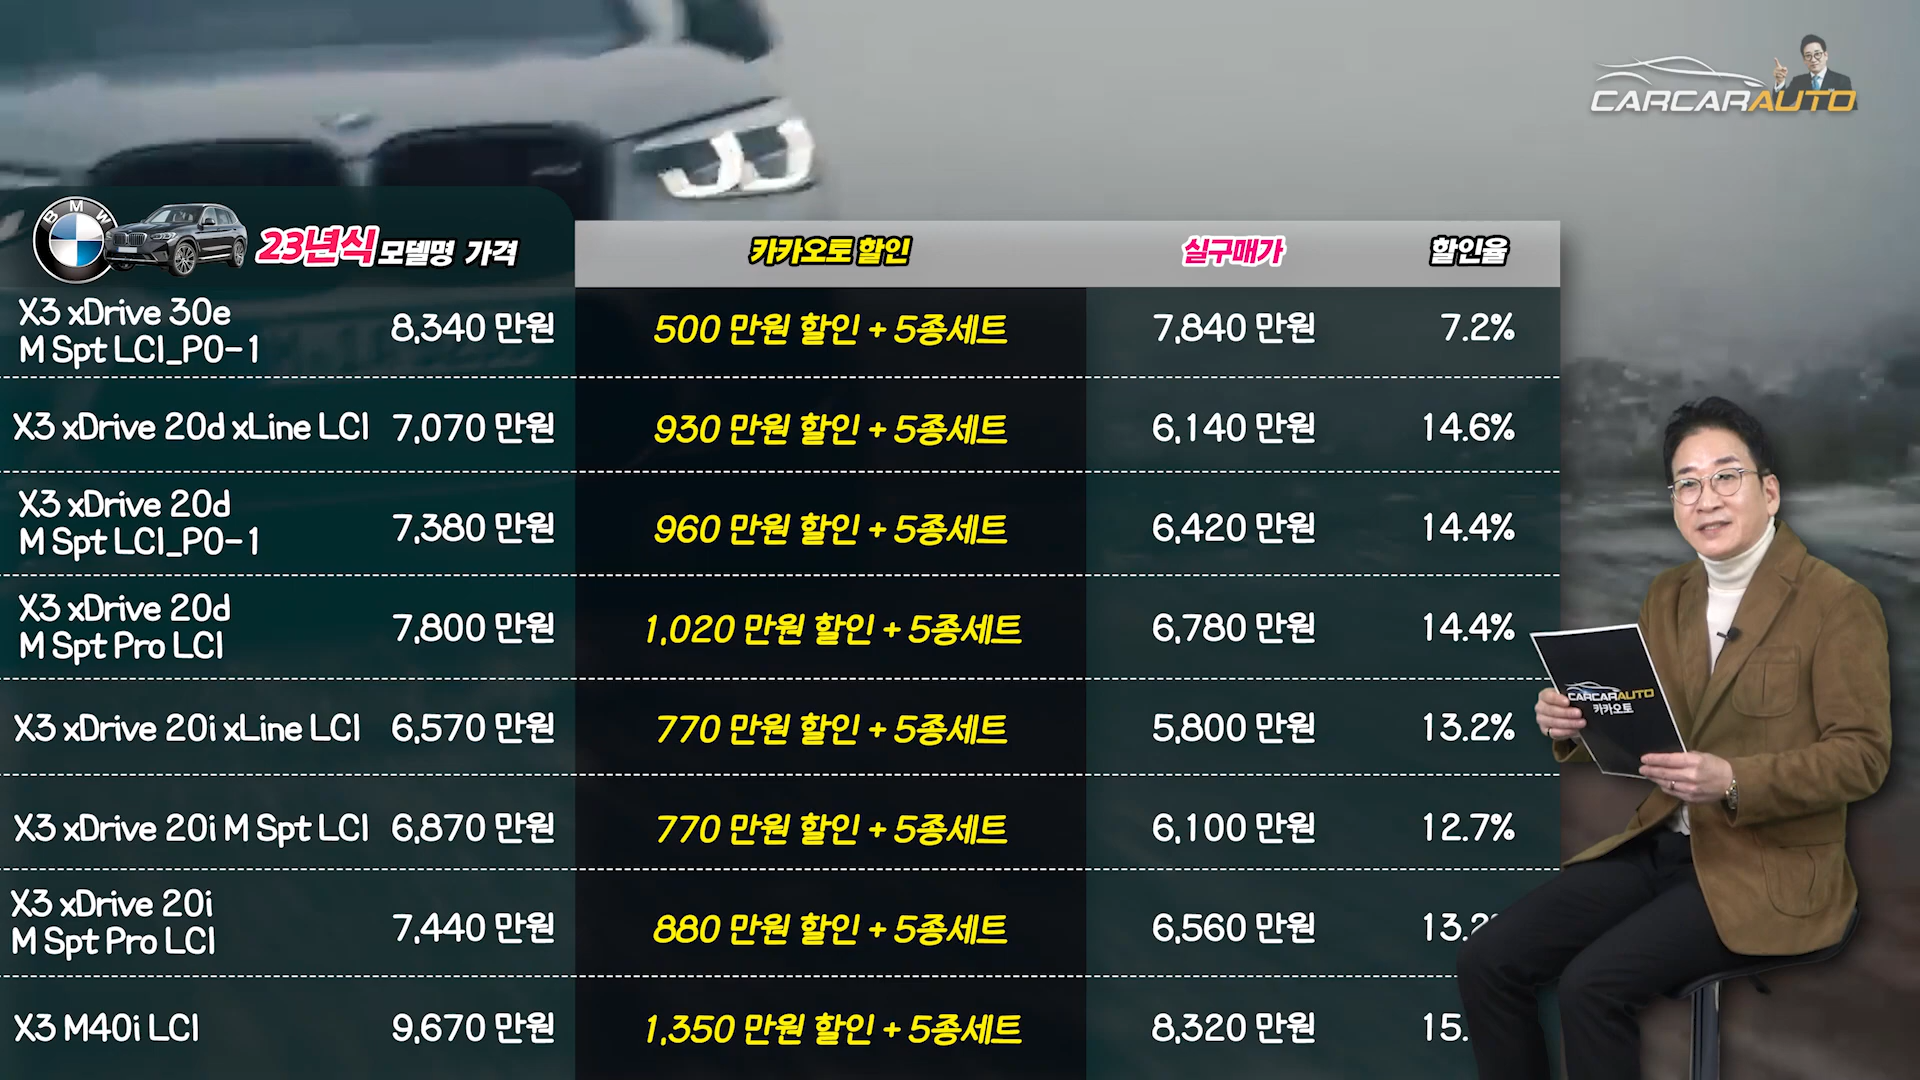 CARCARAUTO
BMW
23년식 모델명 가격 카카오토 할인 실구매가 할인율
X3 xDrive 30e
M Spt LCI_P0-1 8,340 만원 500 만원 할인 + 5종세트 7,840 만원 7.2%
X3 xDrive 20d xLine LCI 7,070 만원 930 만원 할인 + 5종세트 6,140 만원 14.6%
X3 xDrive 20d
M Spt LCI_P0-1 7,380 만원 960 만원 할인 + 5종세트 6,420 만원 14.4%
X3 xDrive 20d
M Spt Pro LCI 7,800 만원 1,020 만원 할인 + 5종세트 6,780 만원 14.4%
CARCARAUTO
카카오토
X3 xDrive 20i xLine LCI 6,570 만원 770 만원 할인 + 5종세트 5,800 만원 13.2%
X3 xDrive 20i M Spt LCI 6,870 만원 770 만원 할인 + 5종세트 6,100 만원 12.7%
X3 xDrive 20i
M Spt Pro LCI 7,440 만원 880 만원 할인 + 5종세트 6,560 만원
X3 M40i LCI 9,670 만원 1,350 만원 할인 + 5종세트 8,320 만원